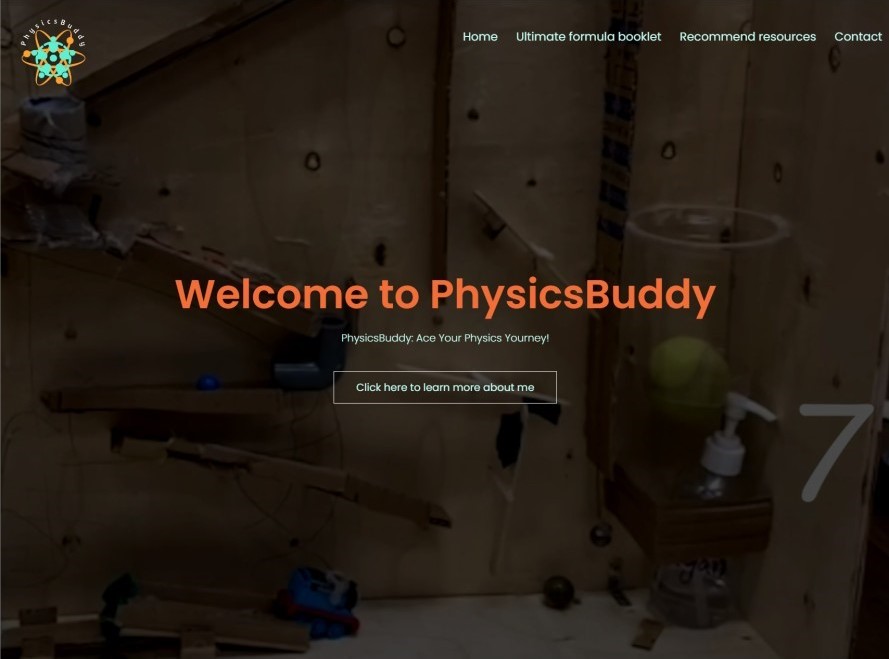 PhysicsBuddy
Home Ultimate formula booklet Recommend resources Contact
Welcome to PhysicsBuddy
PhysicsBuddy: Ace Your Physics Yourney!
Click here to learn more about me
7